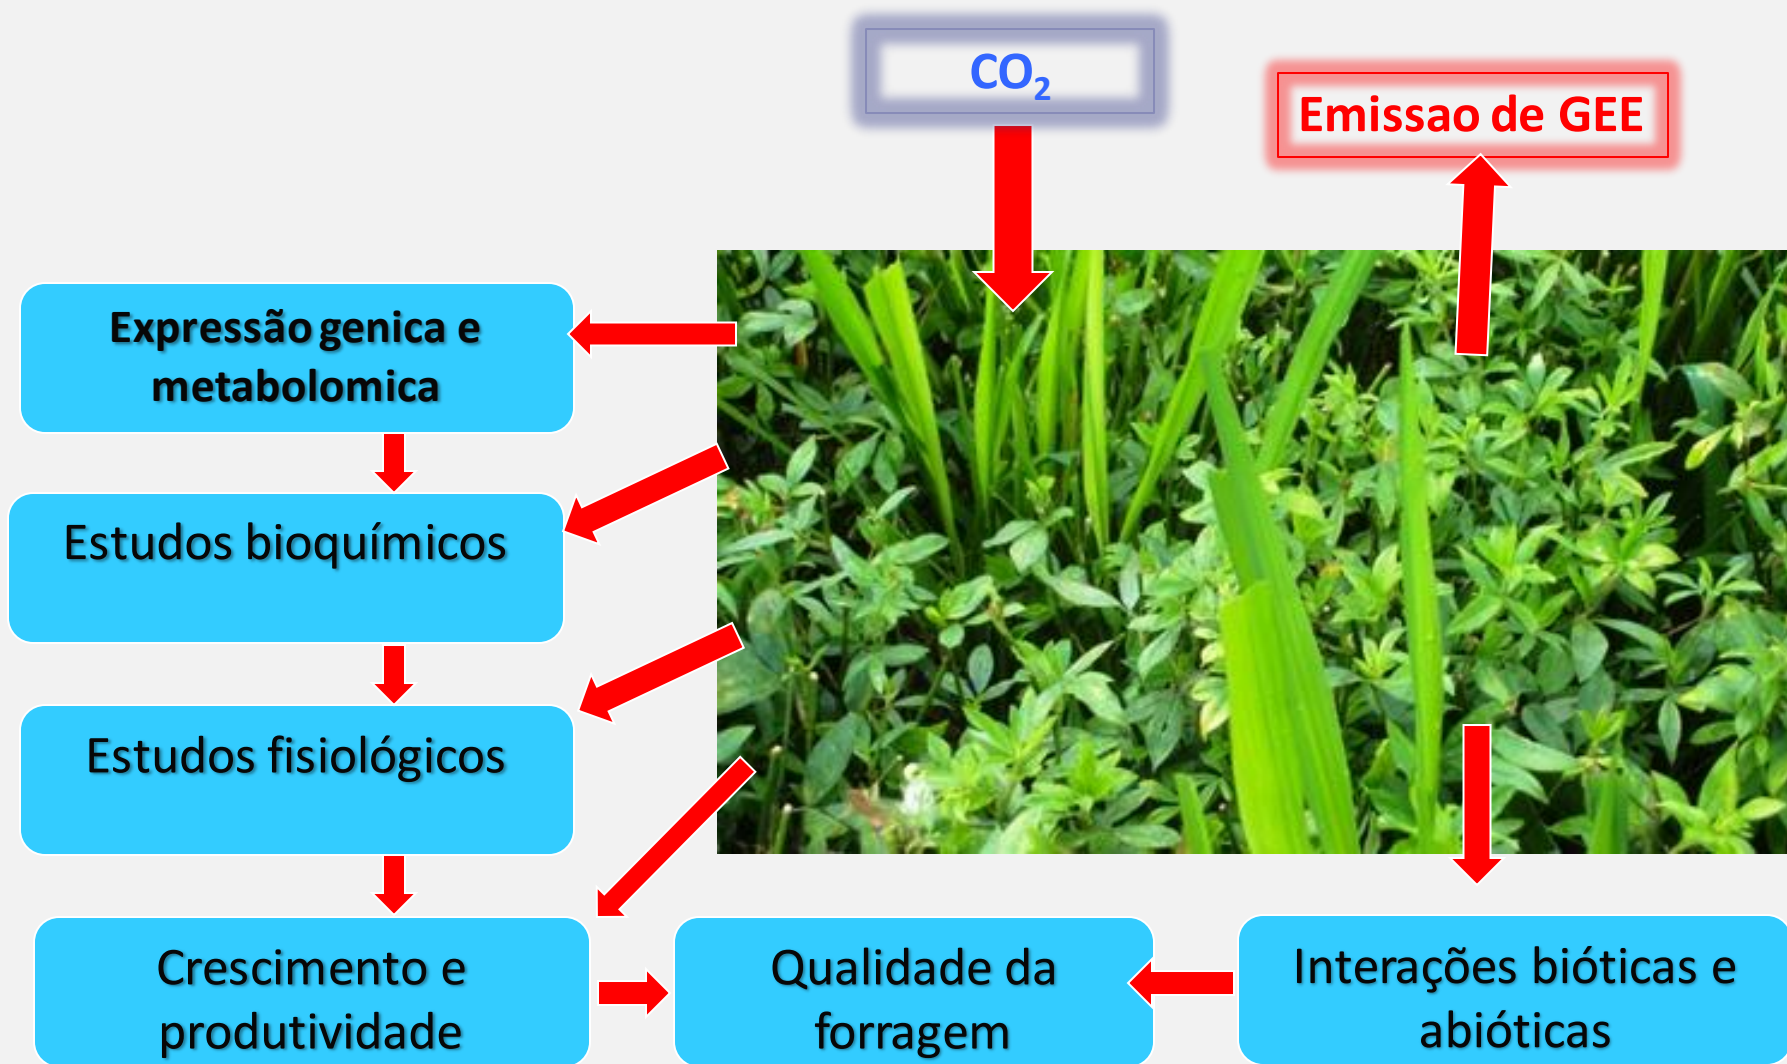 CO₂
Emissao de GEE
Expressão genica e
metabolomica
Estudos bioquímicos
Estudos fisiológicos
Crescimento e
produtividade
Qualidade da
forragem
Interações bióticas e
abióticas